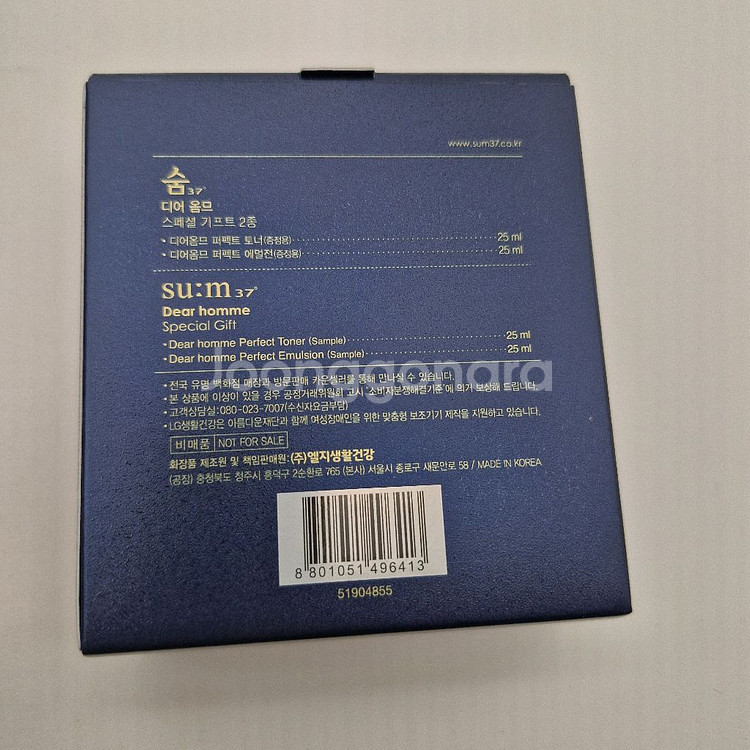 www.sum37.co.kr
숨37°
디어 옴므
스페셜 기프트 2종
• 디어옴므 퍼펙트 토너(증정용) 25 ml
• 디어옴므 퍼펙트 에멀전(증정용) 25 ml
su:m37°
Dear homme
Special Gift
• Dear homme Perfect Toner (Sample) 25 ml
• Dear homme Perfect Emulsion (Sample) 25 ml
• 전국 유명 백화점 매장과 방문판매 카운셀러를 통해 만나실 수 있습니다.
• 본 상품에 이상이 있을 경우 공정거래위원회 고시 '소비자분쟁해결기준'에 의거 보상해 드립니다.
• 고객상담실:080-023-7007(수신자요금부담)
• LG생활건강은 아름다운재단과 함께 여성장애인을 위한 맞춤형 보조기기 제작을 지원하고 있습니다.
비매품 NOT FOR SALE
화장품 제조원 및 책임판매원: (주)엘지생활건강
(공장) 충청북도 청주시 흥덕구 2순환로 765 (본사) 서울시 종로구 새문안로 58 / MADE IN KOREA
8 801051 496413
51904855
Joonggonara